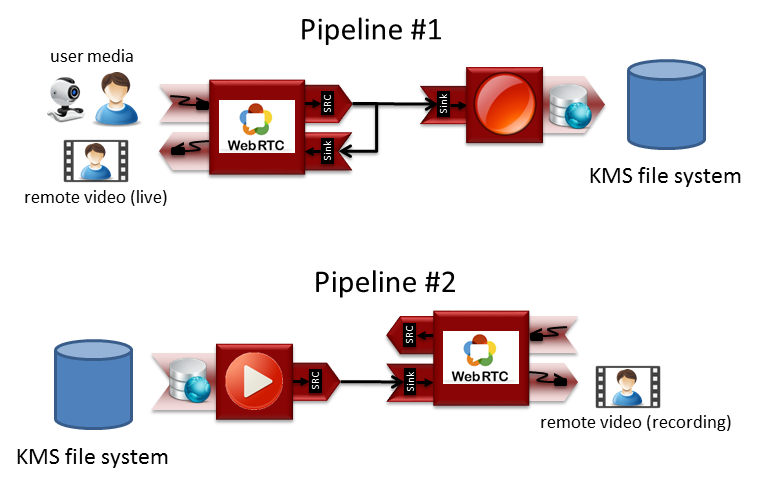 Pipeline #1
user media
SRC
Sink
WebRTC
Sink
remote video (live)
KMS file system
Pipeline #2
SRC
WebRTC
SRC
Sink
remote video (recording)
KMS file system